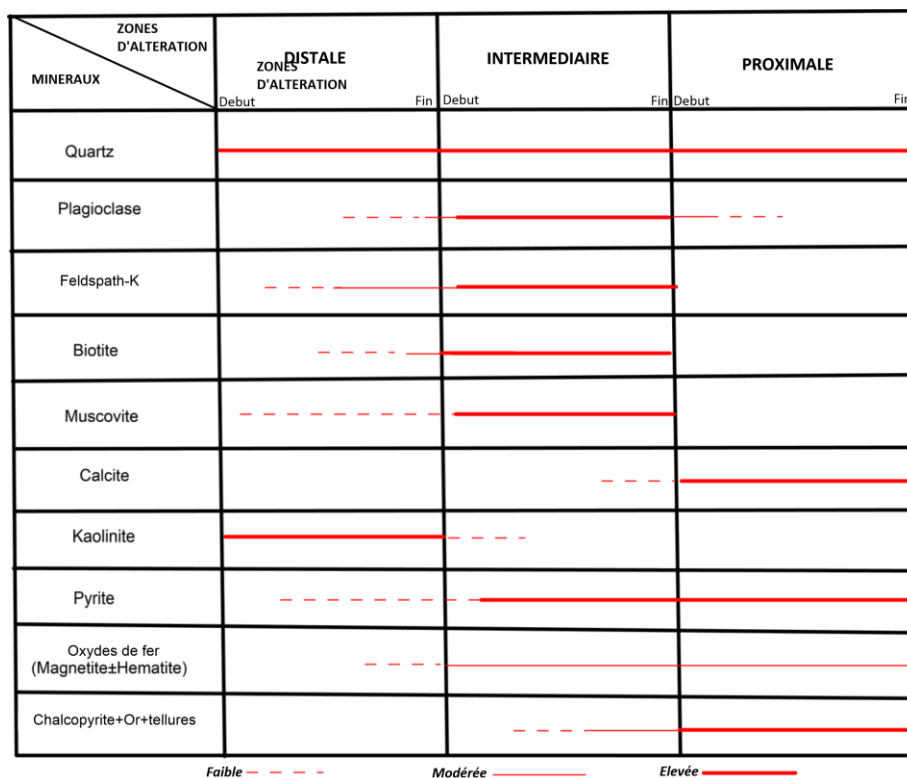 ZONES
D'ALTERATION
MINERAUX
DISTALE
ZONES
D'ALTERATION
INTERMEDIAIRE
PROXIMALE
Debut Fin Debut Fin Debut Fin
Quartz
Plagioclase
Feldspath-K
Biotite
Muscovite
Calcite
Kaolinite
Pyrite
Oxydes de fer
(Magnetite±Hematite)
Chalcopyrite+Or+tellures
Faible Modérée Elevée